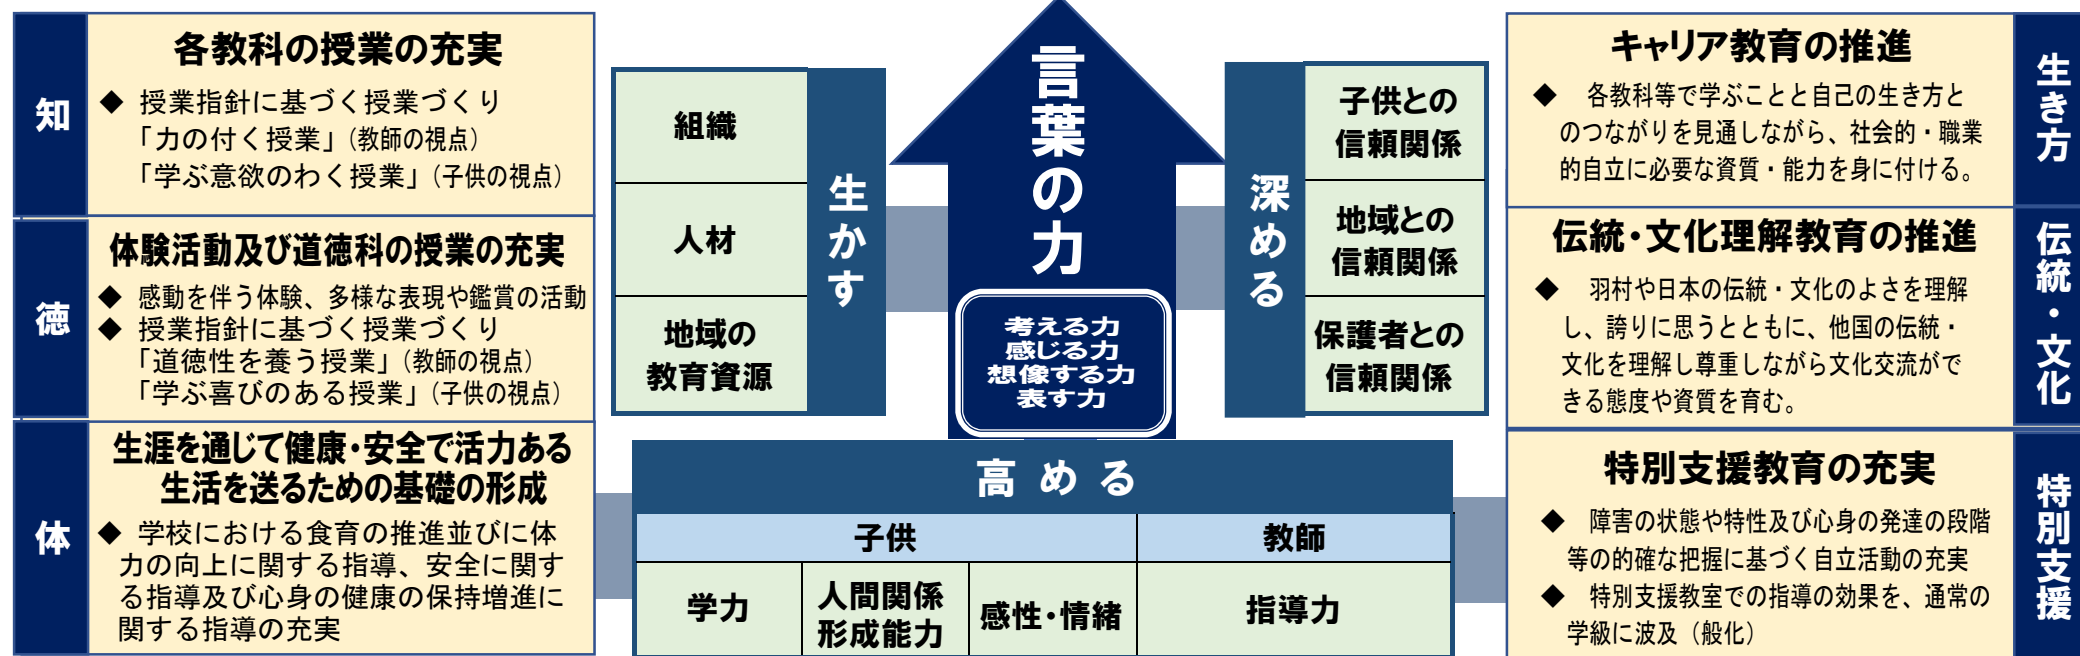 知
各教科の授業の充実
◆ 授業指針に基づく授業づくり
「力の付く授業」(教師の視点)
「学ぶ意欲のわく授業」(子供の視点)
徳
体験活動及び道徳科の授業の充実
◆ 感動を伴う体験、多様な表現や鑑賞の活動
◆ 授業指針に基づく授業づくり
「道徳性を養う授業」(教師の視点)
「学ぶ喜びのある授業」(子供の視点)
体
生涯を通じて健康・安全で活力ある
生活を送るための基礎の形成
◆ 学校における食育の推進並びに体
力の向上に関する指導、安全に関す
る指導及び心身の健康の保持増進に
関する指導の充実
組織
人材
地域の
教育資源
生かす
言葉の力
考える力
感じる力
想像する力
表す力
深める
子供との
信頼関係
地域との
信頼関係
保護者との
信頼関係
高める
子供
教師
学力
人間関係
形成能力
感性・情緒
指導力
キャリア教育の推進
◆ 各教科等で学ぶことと自己の生き方と
のつながりを見通しながら、社会的・職業
的自立に必要な資質・能力を身に付ける。
生き方
伝統・文化理解教育の推進
◆ 羽村や日本の伝統・文化のよさを理解
し、誇りに思うとともに、他国の伝統・
文化を理解し尊重しながら文化交流がで
きる態度や資質を育む。
伝統・文化
特別支援教育の充実
◆ 障害の状態や特性及び心身の発達の段階
等の的確な把握に基づく自立活動の充実
◆ 特別支援教室での指導の効果を、通常の
学級に波及（般化）
特別支援